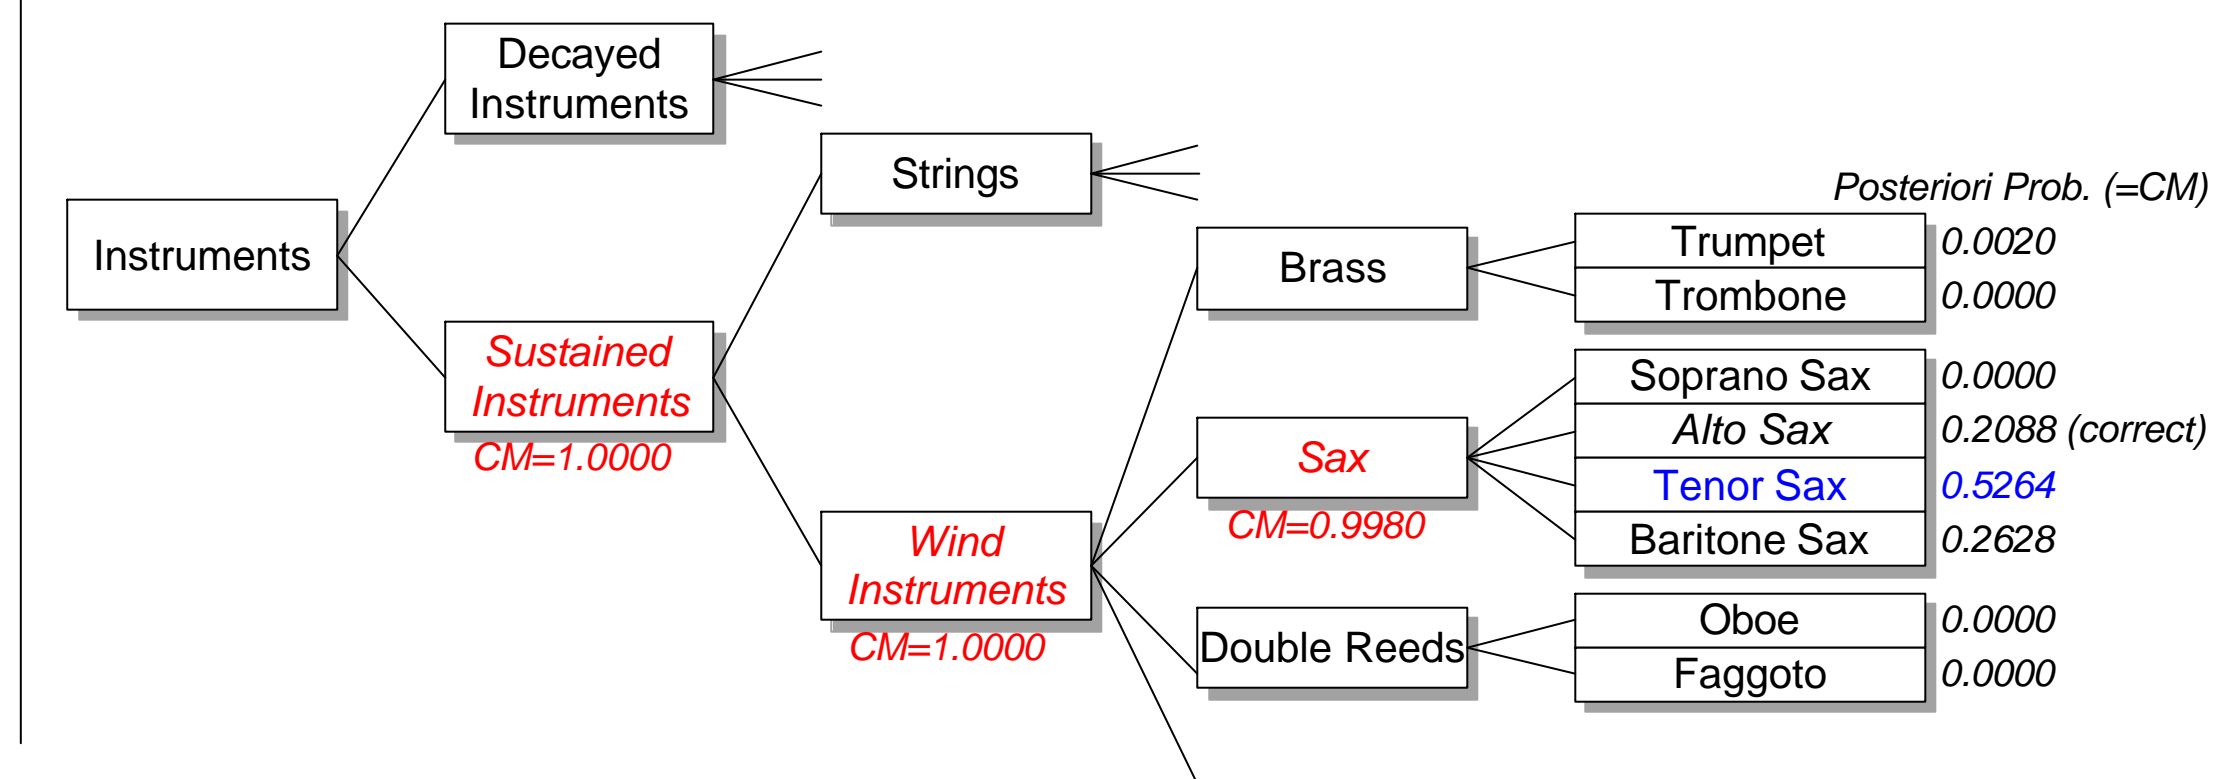 Decayed
Instruments
Strings
Posteriori Prob. (=CM)
Instruments
Trumpet 0.0020
Brass
Trombone 0.0000
Sustained
Instruments
CM=1.0000
Soprano Sax 0.0000
Alto Sax 0.2088 (correct)
Sax
Tenor Sax 0.5264
CM=0.9980
Baritone Sax 0.2628
Wind
Instruments
CM=1.0000
Oboe 0.0000
Double Reeds
Faggoto 0.0000